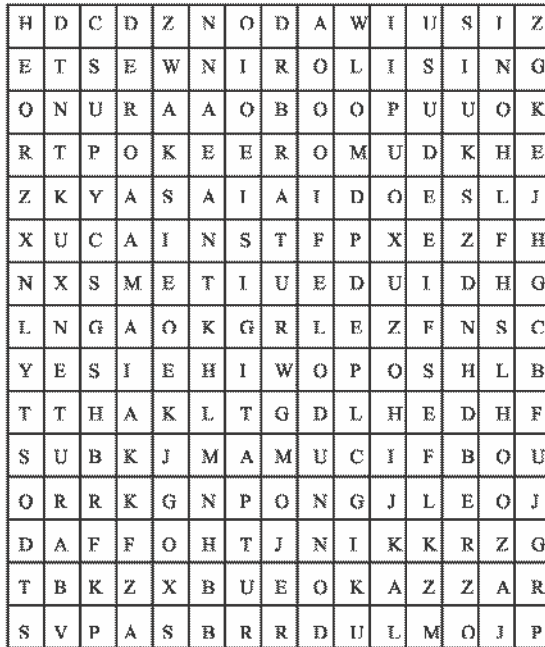 H D C D Z N O D A W I U S I Z
E T S E W N I R O L I S I N G
O N U R A A O B O O P U U O K
R T P O K E E R O M U D K H E
Z K Y A S A I A I D O E S L J
X U C A I N S T F P X E Z F H
N X S M E T I U E D U I D H G
L N G A O K G R L E Z F N S C
Y E S I E H I W O P O S H L B
T T H A K L T G D L H E D H F
S U B K J M A M U C I F B O U
O R R K G N P O N G J L E O J
D A F F O H T J N I K K R Z G
T B K Z X B U E O K A Z Z A R
S V P A S B R R D U L M O J P